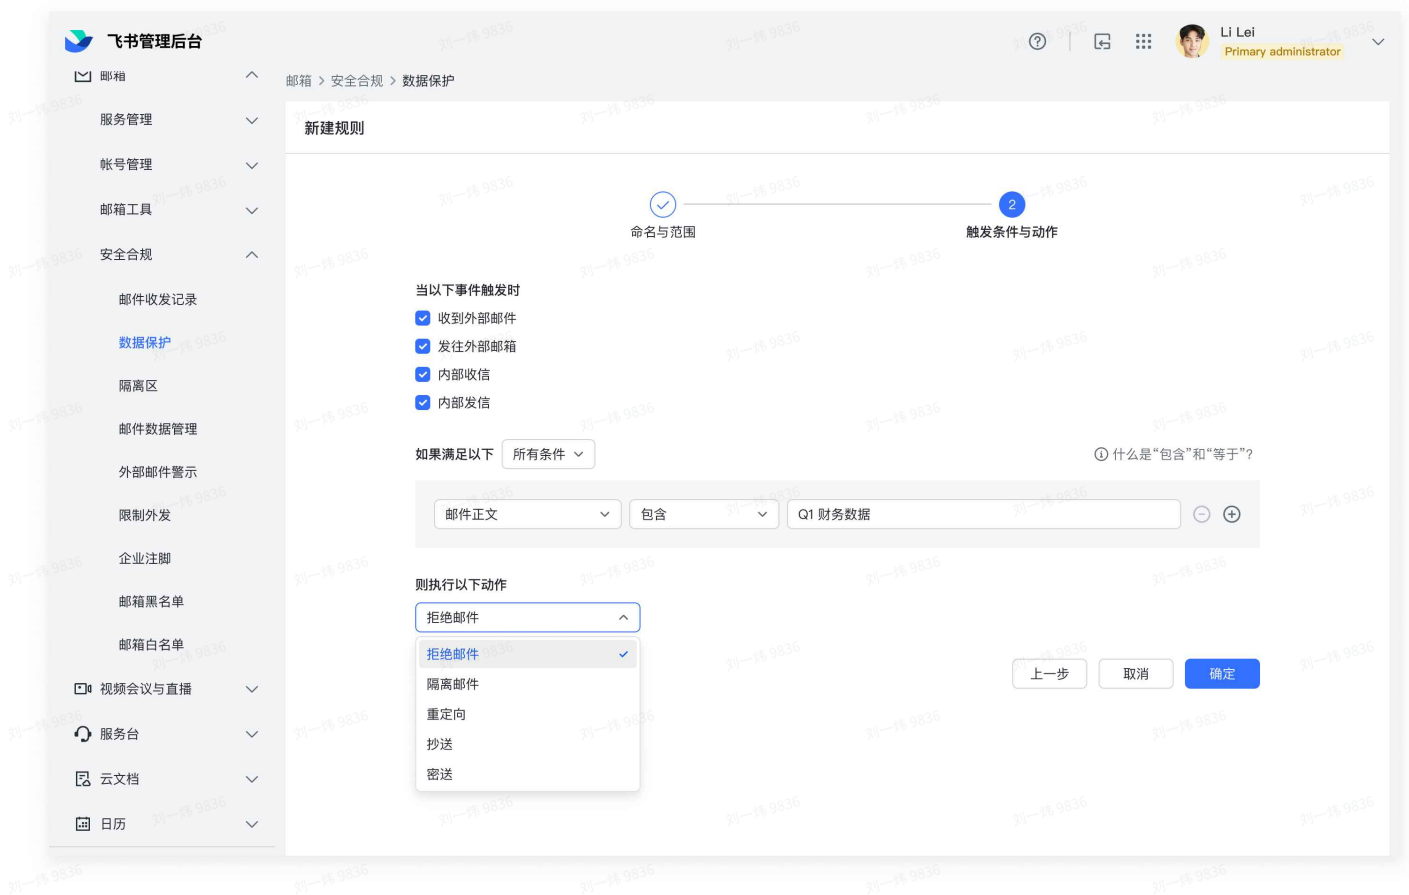 飞书管理后台
Li Lei
Primary administrator
邮箱
服务管理
帐号管理
邮箱工具
安全合规
邮件收发记录
数据保护
隔离区
邮件数据管理
外部邮件警示
限制外发
企业注脚
邮箱黑名单
邮箱白名单
视频会议与直播
服务台
云文档
日历
邮箱 > 安全合规 > 数据保护
新建规则
命名与范围
2
触发条件与动作
当以下事件触发时
收到外部邮件
发往外部邮箱
内部收信
内部发信
如果满足以下 所有条件
什么是“包含”和“等于”?
邮件正文 包含 Q1 财务数据
则执行以下动作
拒绝邮件
拒绝邮件
隔离邮件
重定向
抄送
密送
上一步 取消 确定
刘一炜 9836